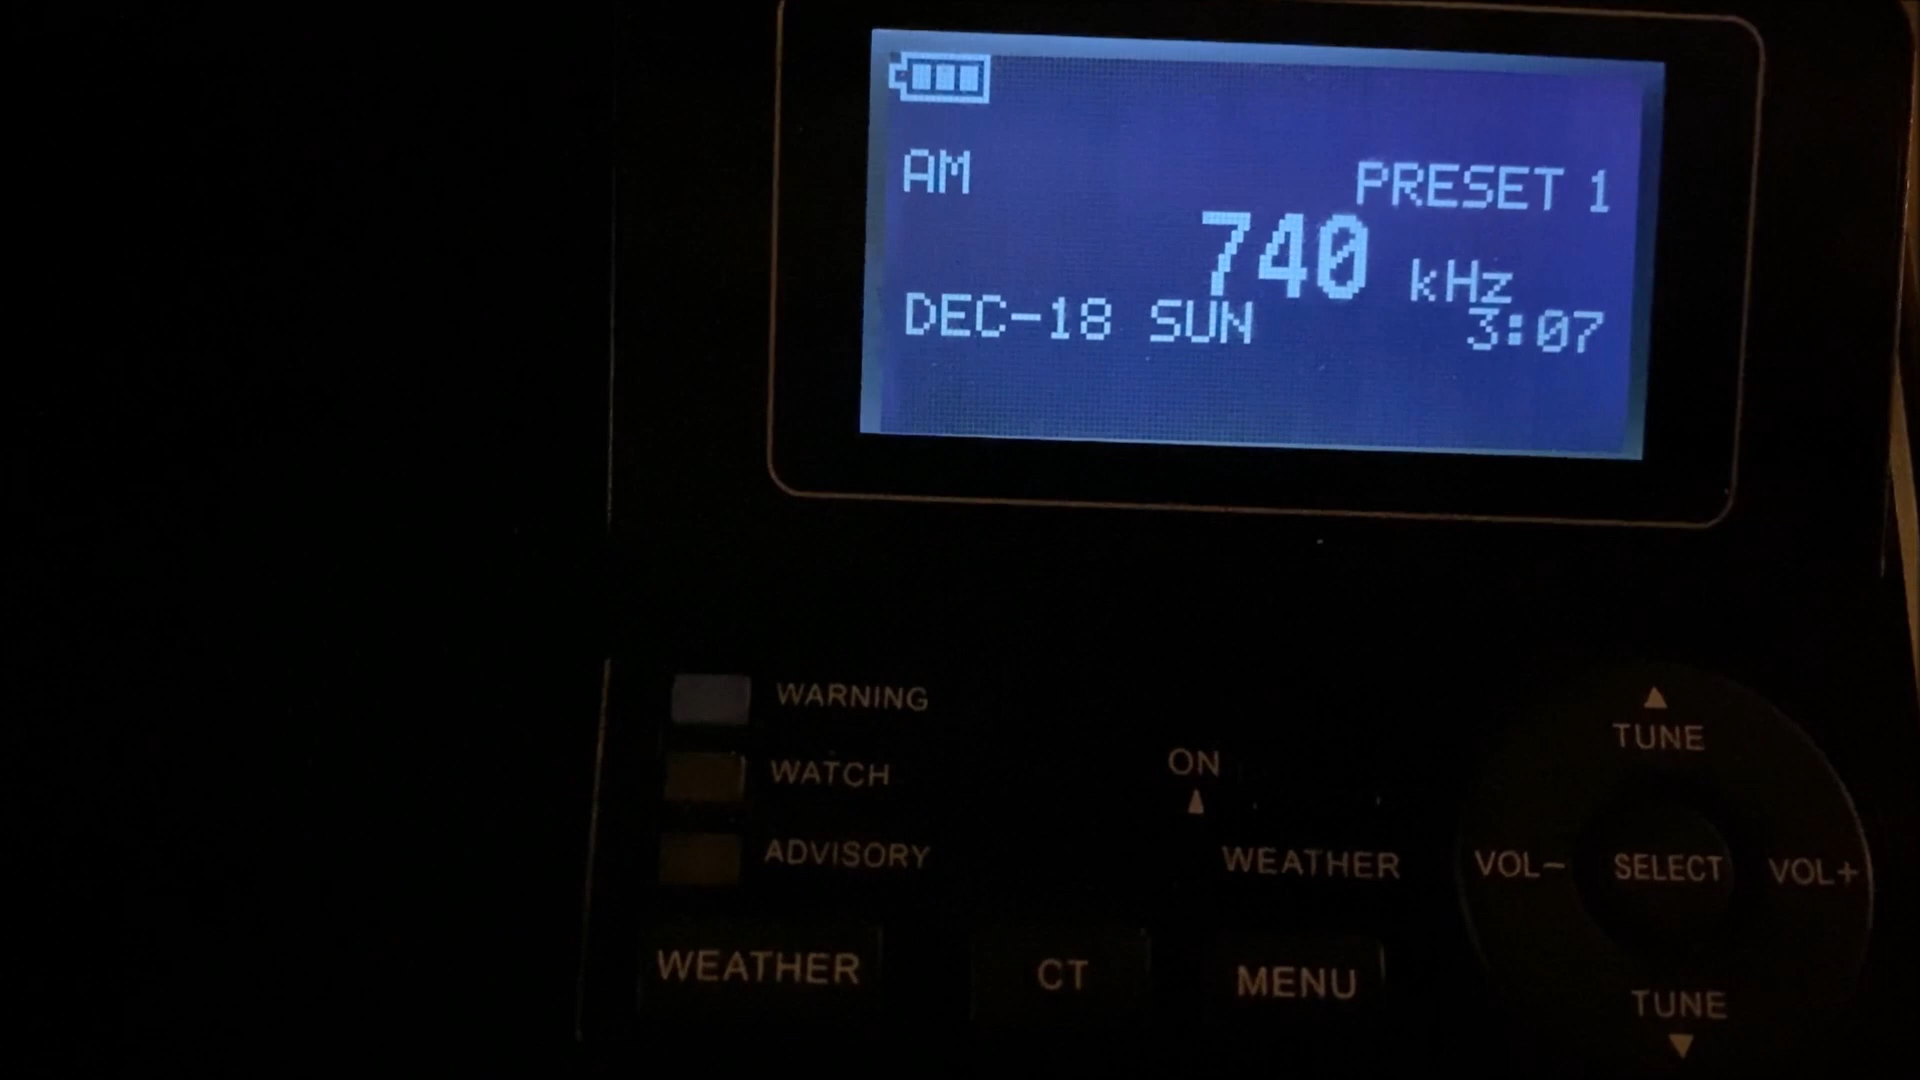 AM
PRESET 1
740 kHz
DEC-18 SUN 3:07
WARNING
WATCH
ADVISORY
ON
WEATHER
TUNE
VOL-
SELECT
VOL+
TUNE
WEATHER
CT
MENU